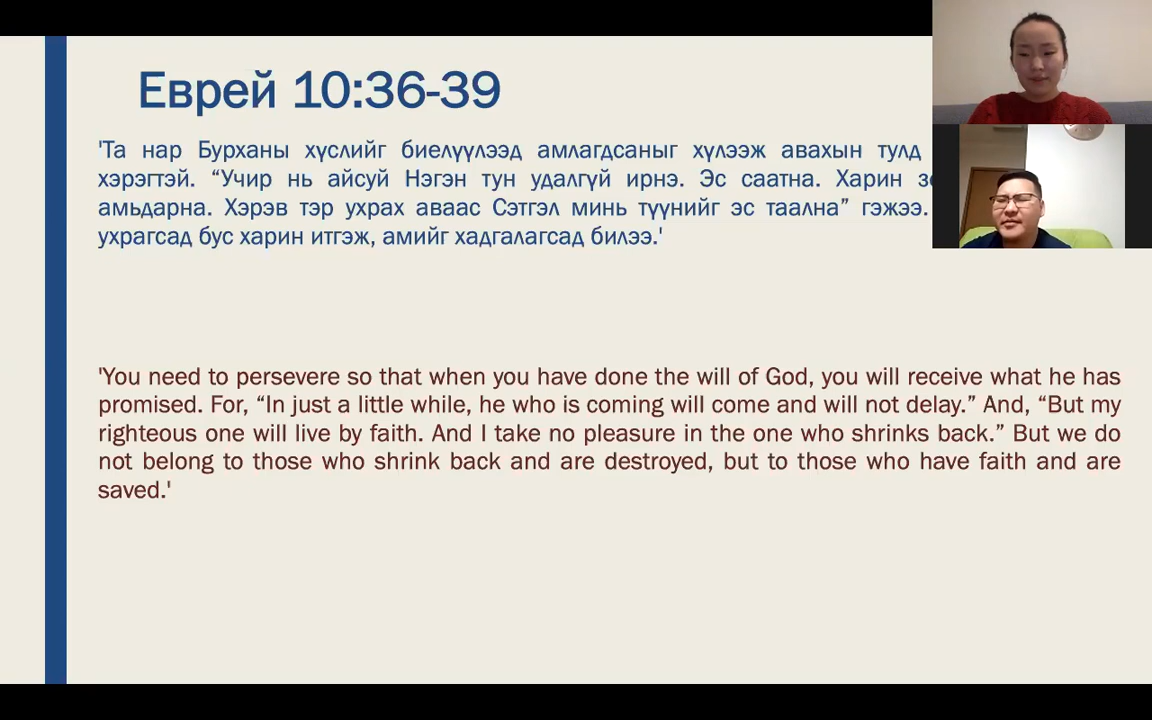 Еврей 10:36-39
'Та нар Бурханы хүслийг биелүүлээд амлагдсаныг хүлээж авахын тулд
хэрэгтэй. “Учир нь айсуй Нэгэн тун удалгүй ирнэ. Эс саатна. Харин
амьдарна. Хэрэв тэр ухрах аваас Сэтгэл минь түүнийг эс таална” гэжээ.
ухрагсад бус харин итгэж, амийг хадгалагсад билээ.'
'You need to persevere so that when you have done the will of God, you will receive what he has
promised. For, “In just a little while, he who is coming will come and will not delay.” And, “But my
righteous one will live by faith. And I take no pleasure in the one who shrinks back.” But we do
not belong to those who shrink back and are destroyed, but to those who have faith and are
saved.'